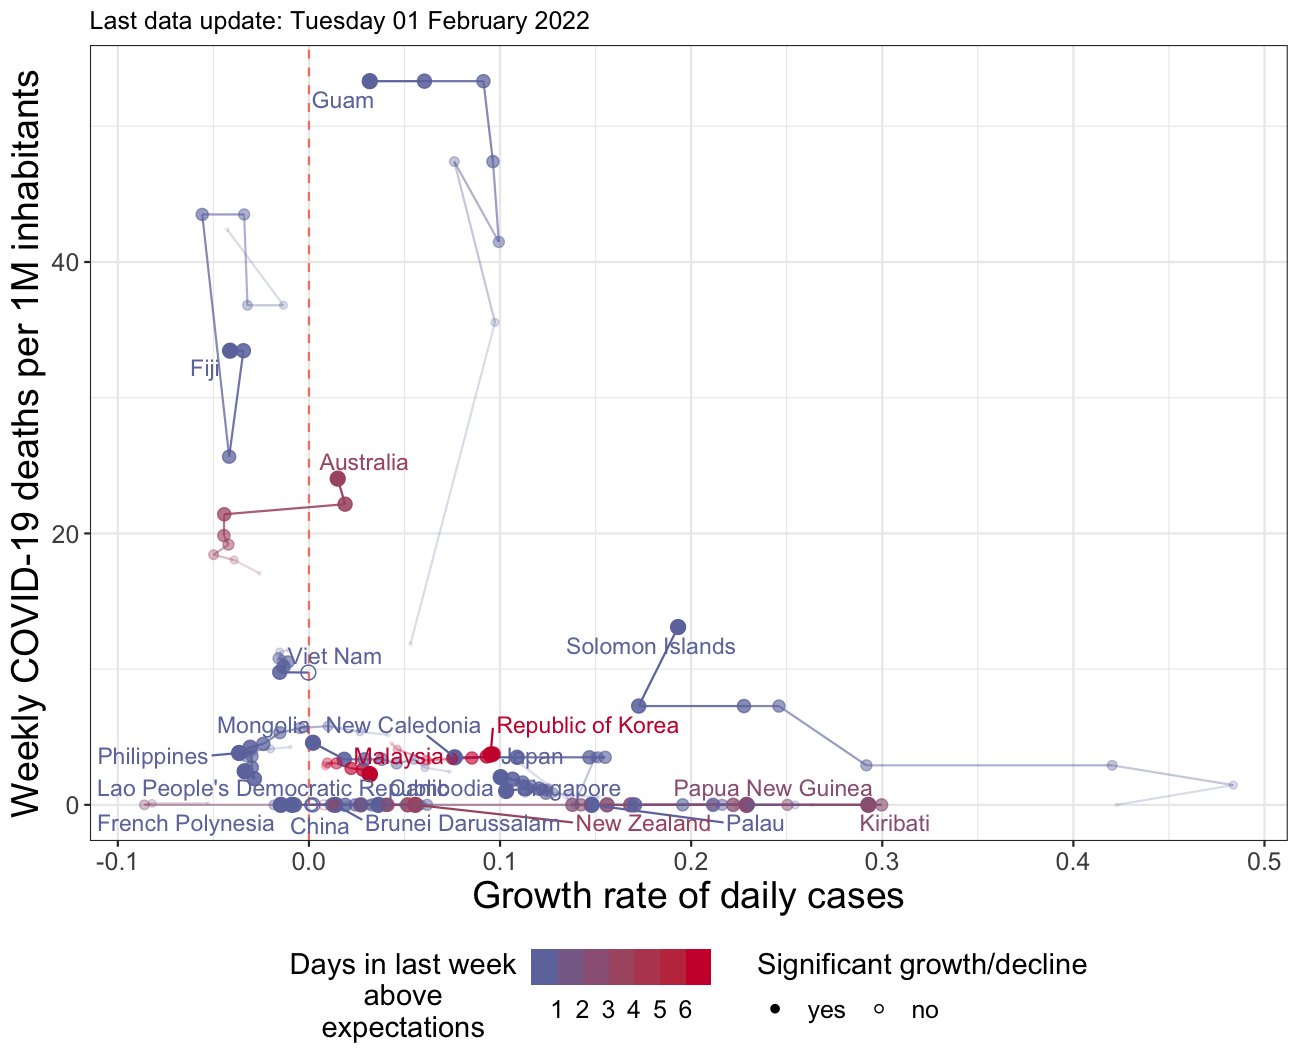 Last data update: Tuesday 01 February 2022
Weekly COVID-19 deaths per 1M inhabitants
40
20
0
Guam
Fiji
Australia
Viet Nam
Solomon Islands
Mongolia
New Caledonia
Republic of Korea
Philippines
Malaysia
Japan
Lao People's Democratic Republic
Cambodia
Singapore
Papua New Guinea
French Polynesia
China
Brunei Darussalam
New Zealand
Palau
Kiribati
-0.1
0.0
0.1
0.2
0.3
0.4
0.5
Growth rate of daily cases
Days in last week
above
expectations
1 2 3 4 5 6
Significant growth/decline
yes
no